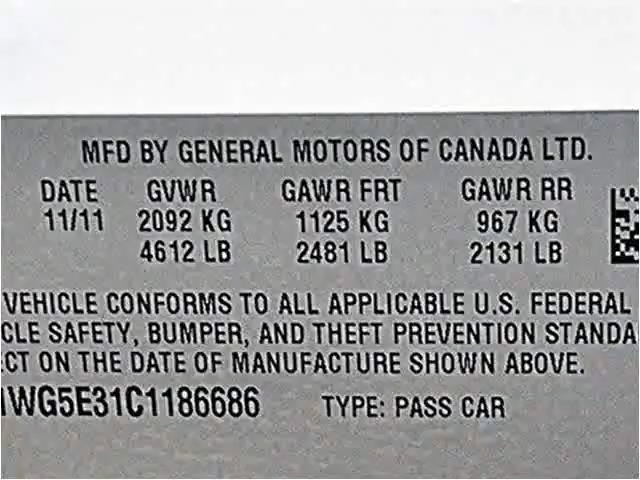 MFD BY GENERAL MOTORS OF CANADA LTD.
DATE GVWR GAWR FRT GAWR RR
11/11 2092 KG 1125 KG 967 KG
4612 LB 2481 LB 2131 LB
VEHICLE CONFORMS TO ALL APPLICABLE U.S. FEDERAL
CLE SAFETY, BUMPER, AND THEFT PREVENTION STANDA
CT ON THE DATE OF MANUFACTURE SHOWN ABOVE.
1WG5E31C1186686 TYPE: PASS CAR